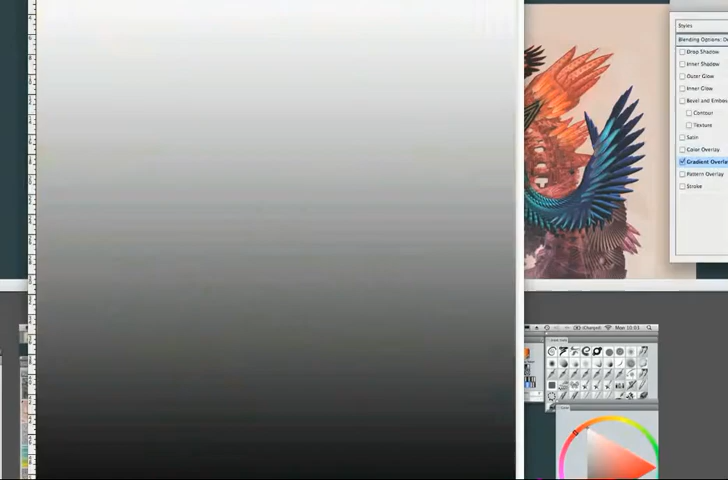 Styles
Blending Options: D
Drop Shadow
Inner Shadow
Outer Glow
Inner Glow
Bevel and Embos
Contour
Texture
Satin
Color Overlay
Gradient Overla
Pattern Overlay
Stroke
Mon 10:03